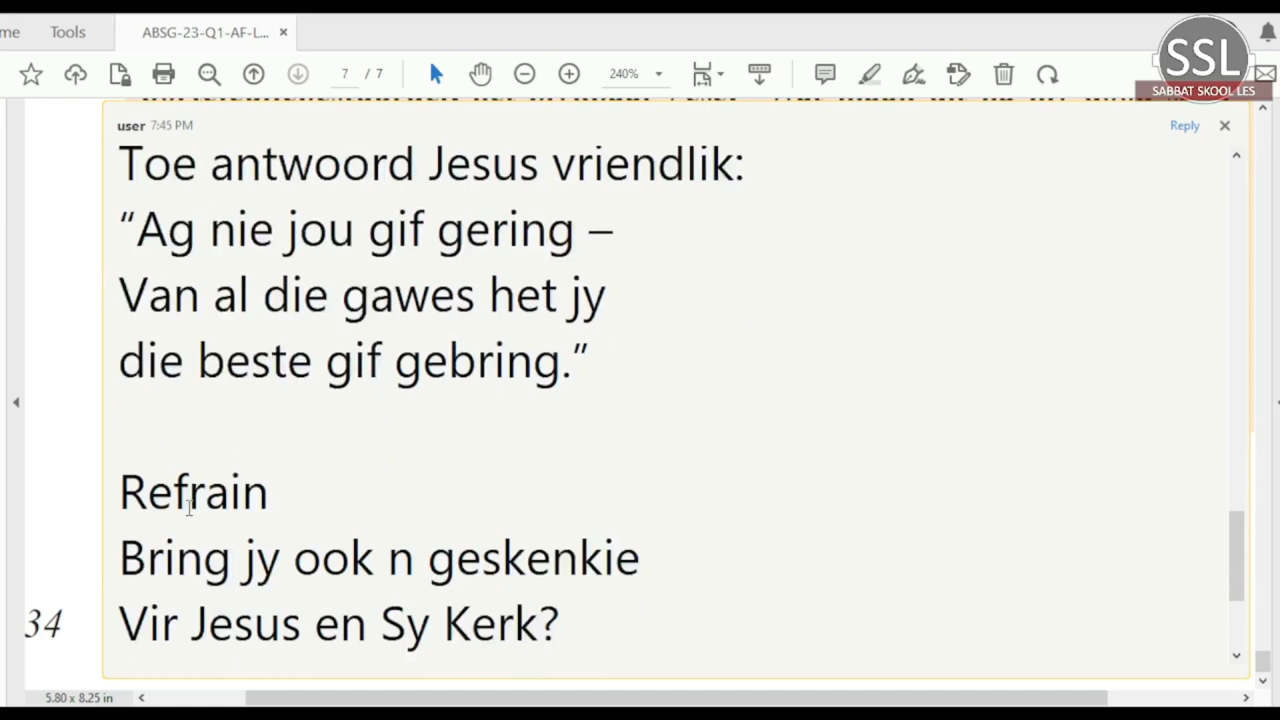 me
Tools
ABSG-23-Q1-AF-L...
SSL
SABBAT SKOOL LES
7 / 7
240%
user 7:45 PM
Reply
Toe antwoord Jesus vriendlik:
“Ag nie jou gif gering –
Van al die gawes het jy
die beste gif gebring.”
Refrain
Bring jy ook n geskenkie
34
Vir Jesus en Sy Kerk?
5.80 x 8.25 in